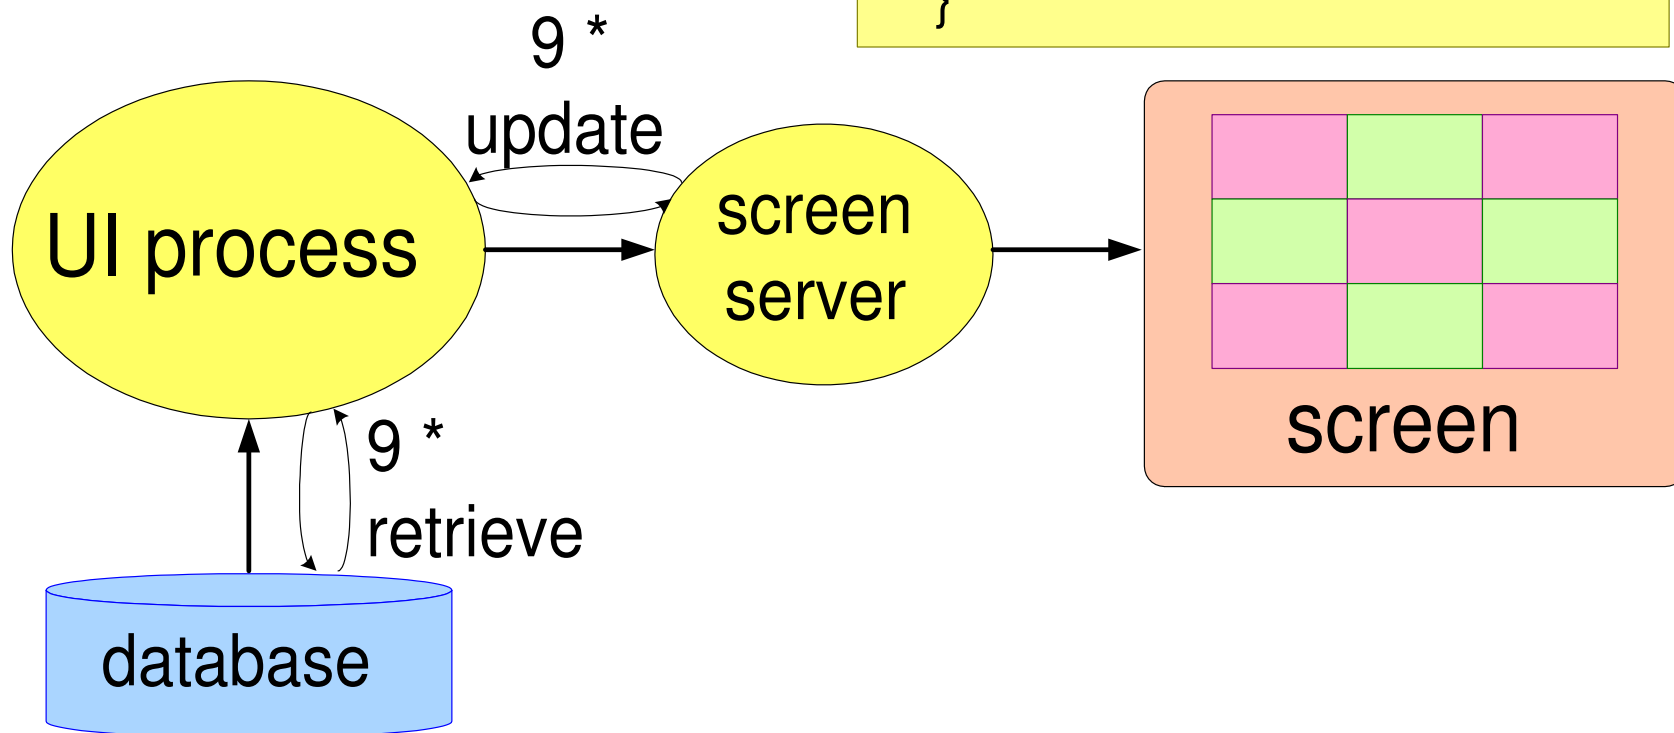 }
9 *
update
UI process
screen
server
screen
9 *
retrieve
database